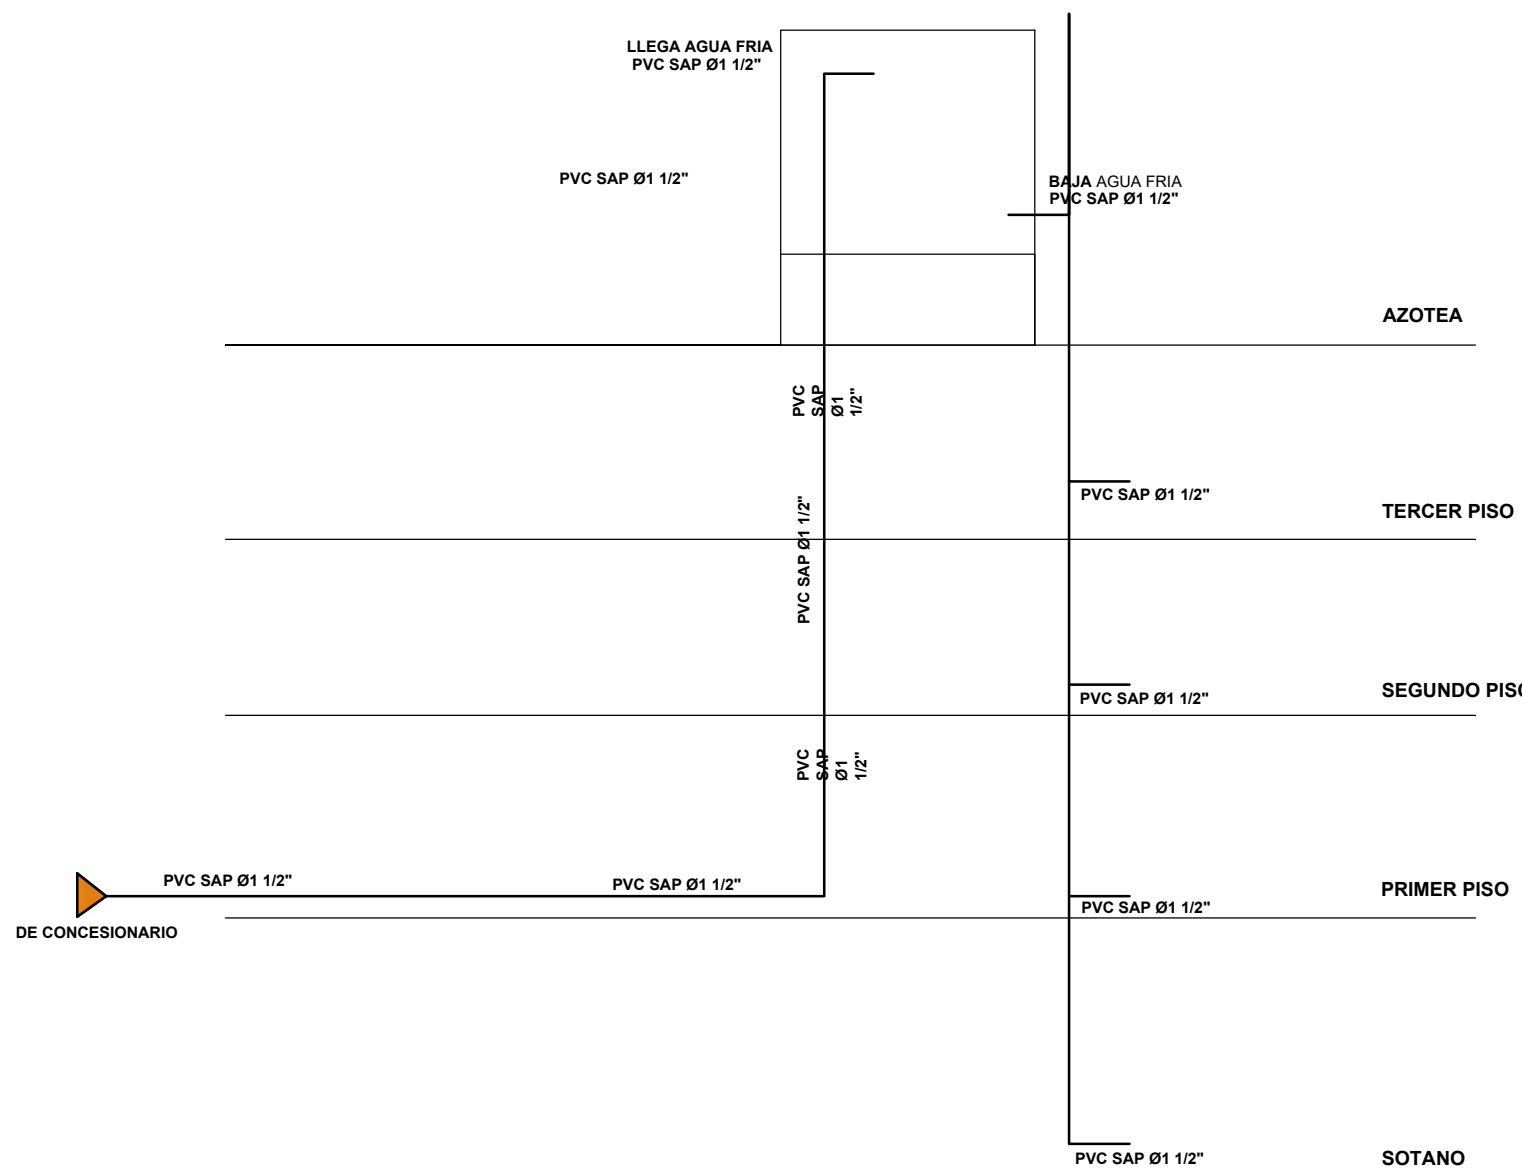 LLEGA AGUA FRIA
PVC SAP Ø1 1/2"
PVC SAP Ø1 1/2"
BAJA AGUA FRIA
PVC SAP Ø1 1/2"
AZOTEA
PVC
SAP
Ø1
1/2"
PVC SAP Ø1 1/2"
TERCER PISO
PVC SAP Ø1 1/2"
SEGUNDO PISO
PVC SAP Ø1 1/2"
PVC
SAP
Ø1
1/2"
PVC SAP Ø1 1/2"
PVC SAP Ø1 1/2"
PRIMER PISO
PVC SAP Ø1 1/2"
DE CONCESIONARIO
PVC SAP Ø1 1/2"
SOTANO